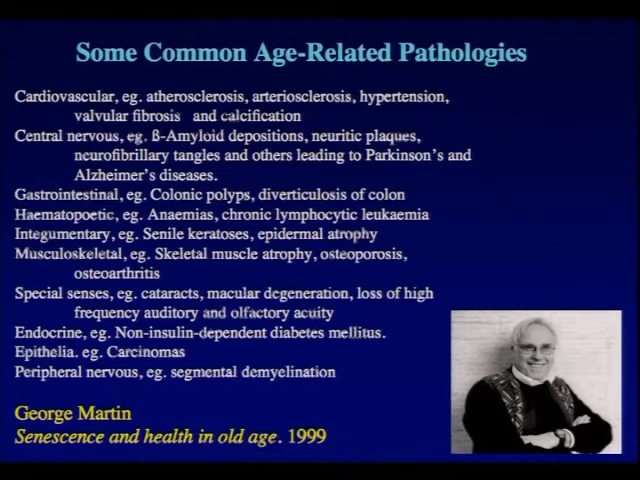 Some Common Age-Related Pathologies
Cardiovascular, eg. atherosclerosis, arteriosclerosis, hypertension,
valvular fibrosis and calcification
Central nervous, eg. ß-Amyloid depositions, neuritic plaques,
neurofibrillary tangles and others leading to Parkinson's and
Alzheimer's diseases.
Gastrointestinal, eg. Colonic polyps, diverticulosis of colon
Haematopoetic, eg. Anaemias, chronic lymphocytic leukaemia
Integumentary, eg. Senile keratoses, epidermal atrophy
Musculoskeletal, eg. Skeletal muscle atrophy, osteoporosis,
osteoarthritis
Special senses, eg. cataracts, macular degeneration, loss of high
frequency auditory and olfactory acuity
Endocrine, eg. Non-insulin-dependent diabetes mellitus.
Epithelia. eg. Carcinomas
Peripheral nervous, eg. segmental demyelination
George Martin
Senescence and health in old age. 1999